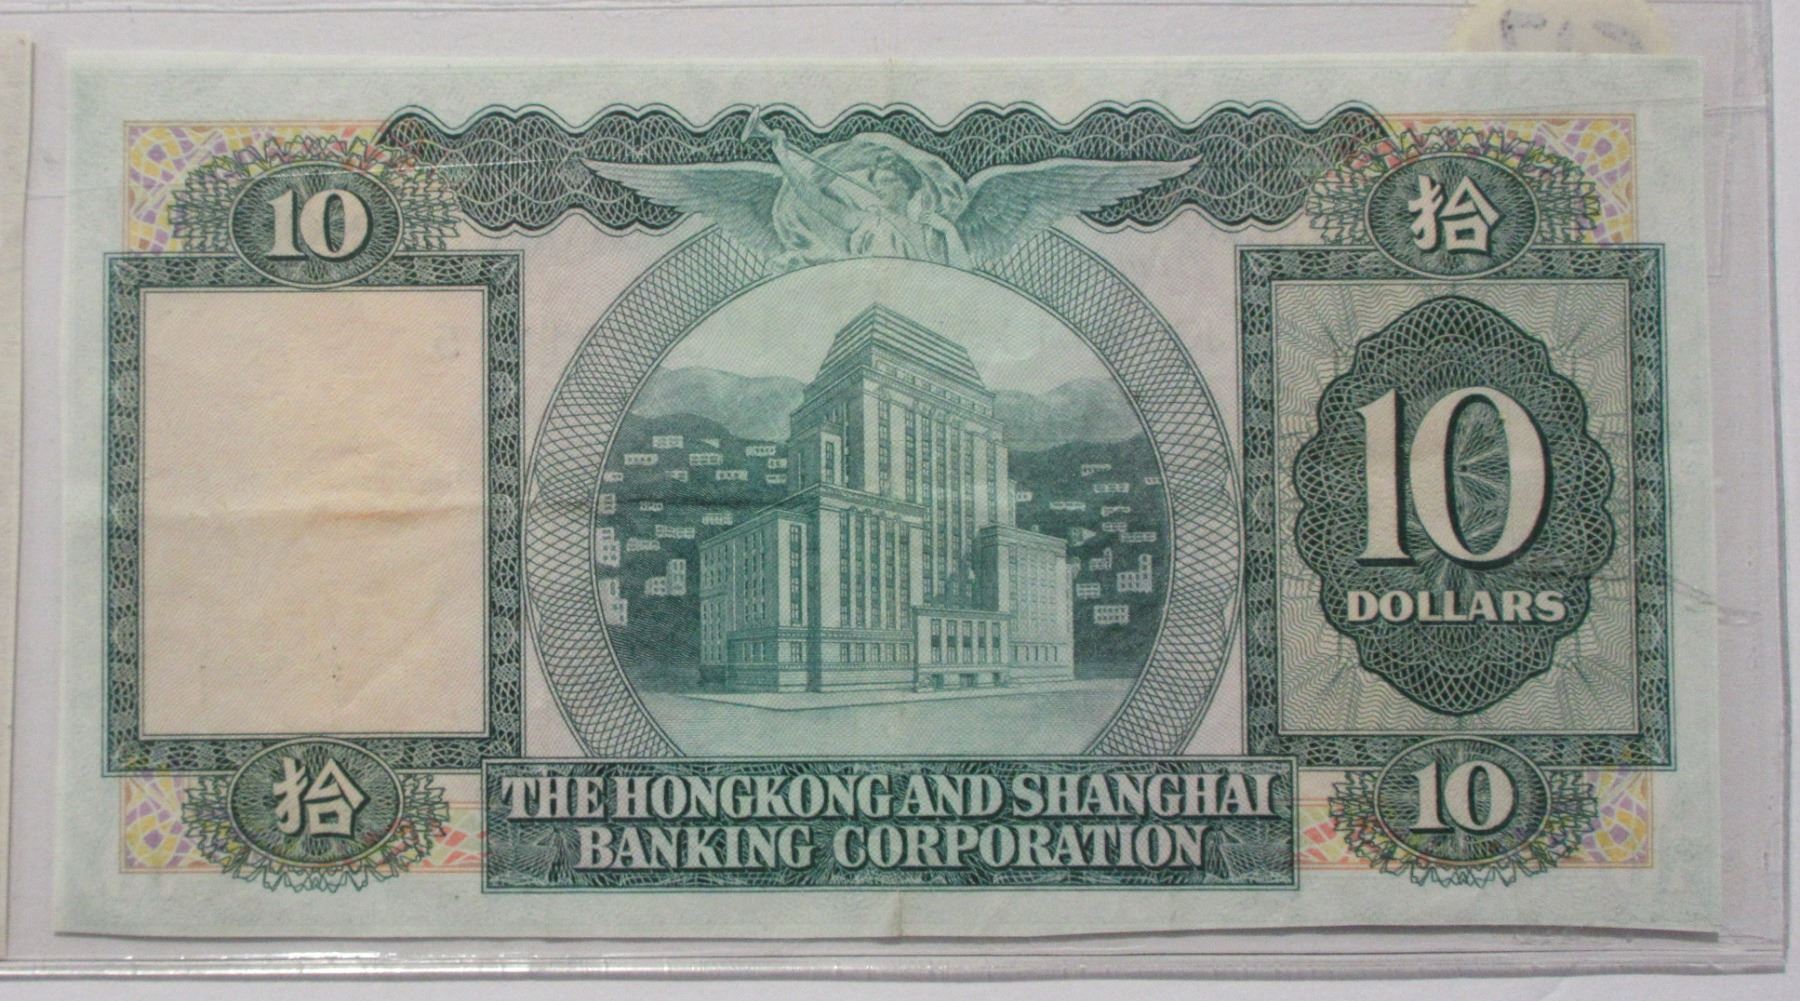 10
拾
10
DOLLARS
拾
10
THE HONGKONG AND SHANGHAI
BANKING CORPORATION